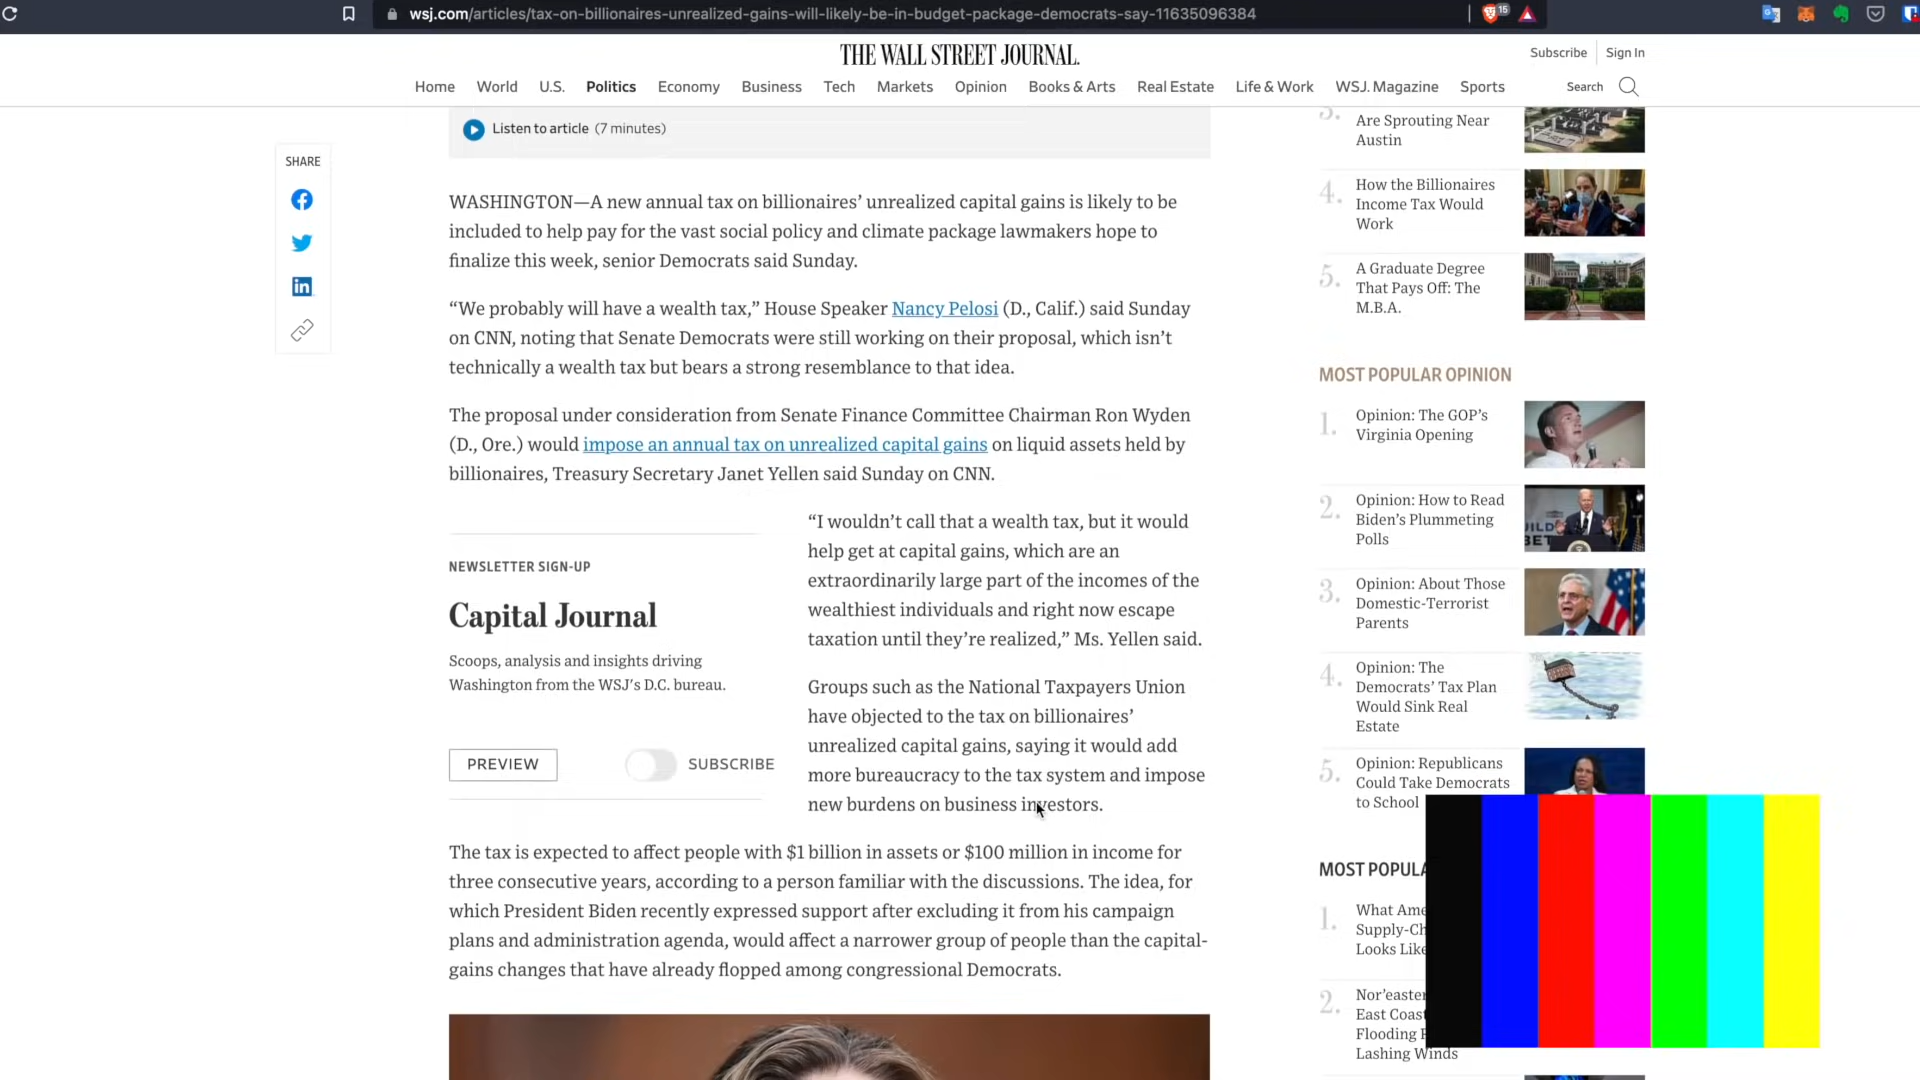 wsj.com/articles/tax-on-billionaires-unrealized-gains-will-likely-be-in-budget-package-democrats-say-11635096384
15
THE WALL STREET JOURNAL.
Subscribe
Sign In
Home World U.S. Politics Economy Business Tech Markets Opinion Books & Arts Real Estate Life & Work WSJ. Magazine Sports
Search
SHARE
Listen to article (7 minutes)
WASHINGTON—A new annual tax on billionaires’ unrealized capital gains is likely to be
included to help pay for the vast social policy and climate package lawmakers hope to
finalize this week, senior Democrats said Sunday.
“We probably will have a wealth tax,” House Speaker Nancy Pelosi (D., Calif.) said Sunday
on CNN, noting that Senate Democrats were still working on their proposal, which isn’t
technically a wealth tax but bears a strong resemblance to that idea.
The proposal under consideration from Senate Finance Committee Chairman Ron Wyden
(D., Ore.) would impose an annual tax on unrealized capital gains on liquid assets held by
billionaires, Treasury Secretary Janet Yellen said Sunday on CNN.
NEWSLETTER SIGN-UP
Capital Journal
Scoops, analysis and insights driving
Washington from the WSJ's D.C. bureau.
PREVIEW
SUBSCRIBE
“I wouldn’t call that a wealth tax, but it would
help get at capital gains, which are an
extraordinarily large part of the incomes of the
wealthiest individuals and right now escape
taxation until they’re realized,” Ms. Yellen said.
Groups such as the National Taxpayers Union
have objected to the tax on billionaires’
unrealized capital gains, saying it would add
more bureaucracy to the tax system and impose
new burdens on business investors.
The tax is expected to affect people with $1 billion in assets or $100 million in income for
three consecutive years, according to a person familiar with the discussions. The idea, for
which President Biden recently expressed support after excluding it from his campaign
plans and administration agenda, would affect a narrower group of people than the capital-
gains changes that have already flopped among congressional Democrats.
3.
Are Sprouting Near
Austin
4.
How the Billionaires
Income Tax Would
Work
5.
A Graduate Degree
That Pays Off: The
M.B.A.
MOST POPULAR OPINION
1.
Opinion: The GOP’s
Virginia Opening
2.
Opinion: How to Read
Biden’s Plummeting
Polls
3.
Opinion: About Those
Domestic-Terrorist
Parents
4.
Opinion: The
Democrats’ Tax Plan
Would Sink Real
Estate
5.
Opinion: Republicans
Could Take Democrats
to School
MOST POPULA
1.
What Ame
Supply-Ch
Looks Like
2.
Nor’easter
East Coas
Flooding
Lashing Winds